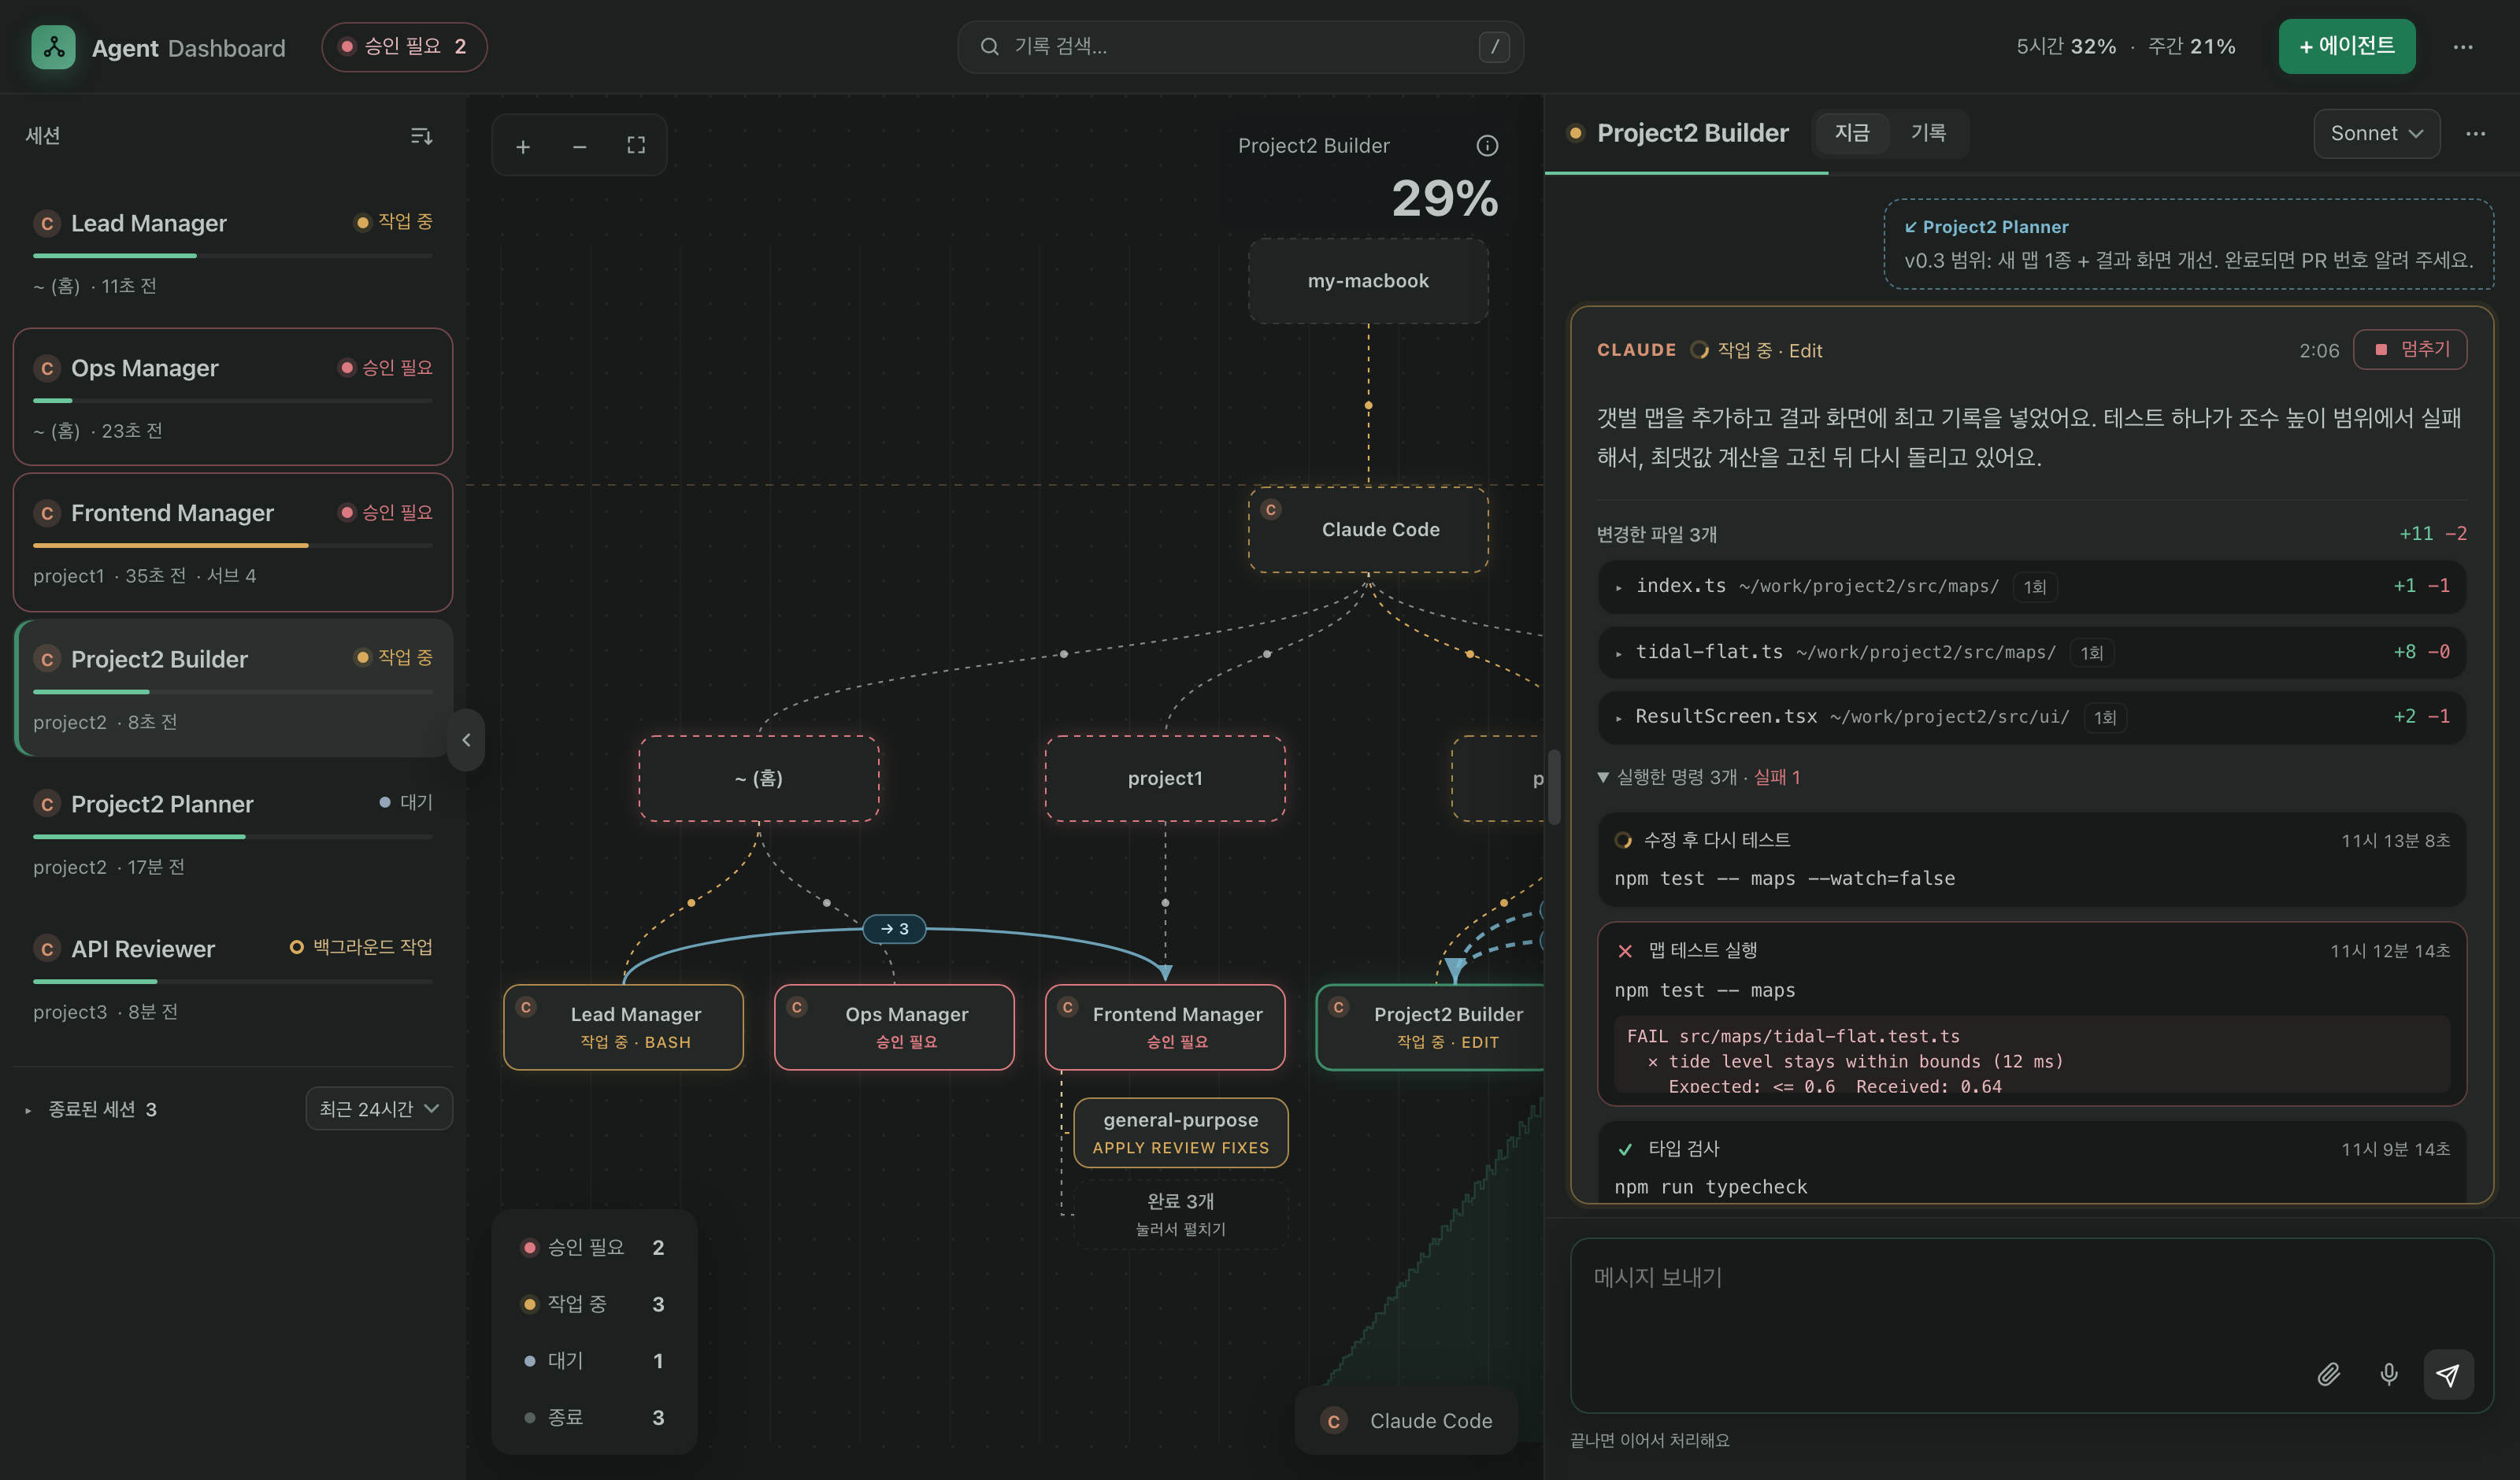 Agent Dashboard
승인 필요 2
기록 검색...
/
5시간 32% · 주간 21%
+ 에이전트
세션
C Lead Manager
작업 중
~ (홈) · 11초 전
C Ops Manager
승인 필요
~ (홈) · 23초 전
C Frontend Manager
승인 필요
project1 · 35초 전 · 서브 4
C Project2 Builder
작업 중
project2 · 8초 전
C Project2 Planner
대기
project2 · 17분 전
C API Reviewer
백그라운드 작업
project3 · 8분 전
종료된 세션 3
최근 24시간
Project2 Builder
29%
my-macbook
C
Claude Code
~ (홈)
project1
p
→ 3
C
Lead Manager
작업 중 · BASH
C
Ops Manager
승인 필요
C
Frontend Manager
승인 필요
C
Project2 Builder
작업 중 · EDIT
general-purpose
APPLY REVIEW FIXES
완료 3개
눌러서 펼치기
승인 필요 2
작업 중 3
대기 1
종료 3
C Claude Code
Project2 Builder
지금
기록
Sonnet
Project2 Planner
v0.3 범위: 새 맵 1종 + 결과 화면 개선. 완료되면 PR 번호 알려 주세요.
CLAUDE 작업 중 · Edit
2:06
멈추기
갯벌 맵을 추가하고 결과 화면에 최고 기록을 넣었어요. 테스트 하나가 조수 높이 범위에서 실패
해서, 최댓값 계산을 고친 뒤 다시 돌리고 있어요.
변경한 파일 3개
+11 −2
index.ts ~/work/project2/src/maps/ 1회
+1 −1
tidal-flat.ts ~/work/project2/src/maps/ 1회
+8 −0
ResultScreen.tsx ~/work/project2/src/ui/ 1회
+2 −1
실행한 명령 3개 · 실패 1
수정 후 다시 테스트
11시 13분 8초
npm test -- maps --watch=false
맵 테스트 실행
11시 12분 14초
npm test -- maps
FAIL src/maps/tidal-flat.test.ts
× tide level stays within bounds (12 ms)
Expected: <= 0.6 Received: 0.64
타입 검사
11시 9분 14초
npm run typecheck
메시지 보내기
끝나면 이어서 처리해요